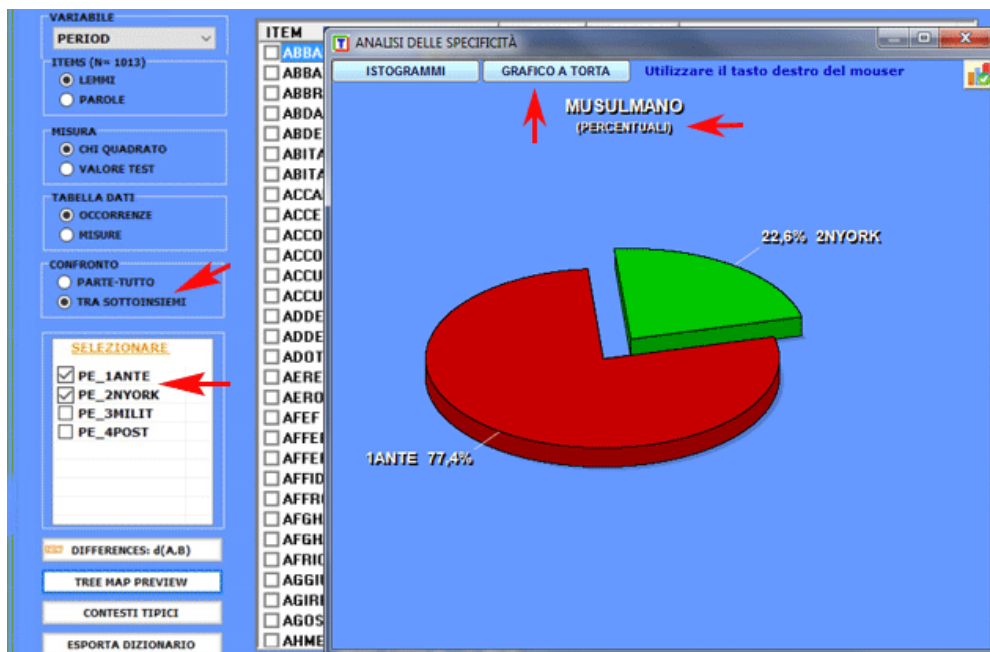 VARIABILE
PERIOD
ITEMS (N= 1013)
LEMMI
PAROLE
MISURA
CHI QUADRATO
VALORE TEST
TABELLA DATI
OCCORRENZE
MISURE
CONFRONTO
PARTE-TUTTO
TRA SOTTOINSIEMI
SELEZIONARE
PE_1ANTE
PE_2NYORK
PE_3MILIT
PE_4POST
DIFFERENCES: d(A,B)
TREE MAP PREVIEW
CONTESTI TIPICI
ESPORTA DIZIONARIO
ITEM
ABBA
ABBA
ABBR
ABDA
ABDE
ABITA
ABITA
ACCA
ACCE
ACCO
ACCO
ACCU
ACCU
ADDE
ADDE
ADOT
AERE
AERO
AFEF
AFFEI
AFFEI
AFFID
AFFR
AFGH
AFGH
AFRIC
AGGI
AGIRI
AGOS
AHME
ANALISI DELLE SPECIFICITÀ
ISTOGRAMMI
GRAFICO A TORTA
Utilizzare il tasto destro del mouser
MUSULMANO
(PERCENTUALI)
22,6% 2NYORK
1ANTE 77,4%